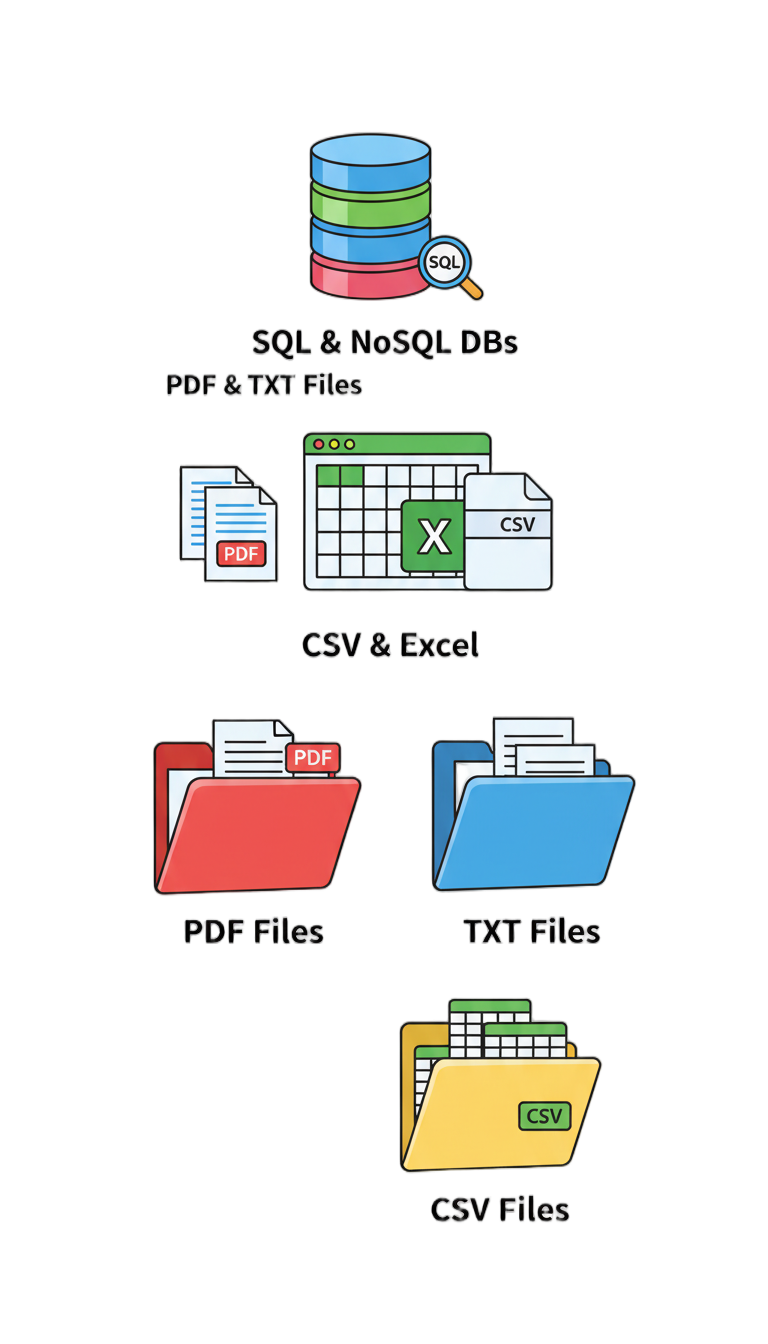 SQL
SQL & NoSQL DBs
PDF & TXT Files
X
CSV
PDF
CSV & Excel
PDF
PDF Files
TXT Files
CSV
CSV Files